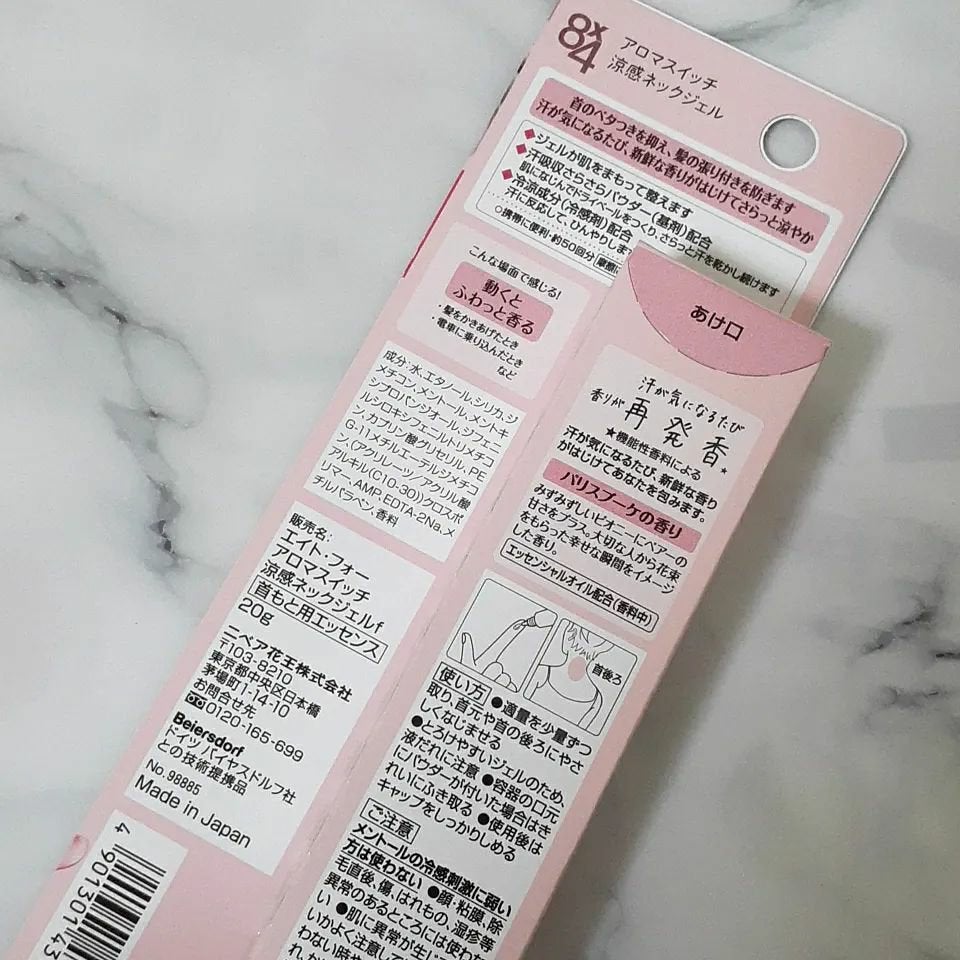 8x4
アロマスイッチ
涼感ネックジェル
首のベタつきを抑え、髪の張り付きを防ぎます
汗が気になるたび、新鮮な香りがはじけてさらっと涼やか
◆ジェルが肌をまもって整えます
◆汗吸収さらさらパウダー(基剤)配合
肌になじんでドライベールをつくり、さらっと汗を乾かし続けます
◆冷涼成分(冷感剤)配合
汗に反応して、ひんやりしま
○携帯に便利・約50回分
こんな場面で感じる!
動くと
ふわっと香る
・髪をかきあげたとき
・電車に乗り込んだとき
など
成分:水、エタノール、シリカ、ジ
メチコン、メントール、メントキ
シプロパンジオール、ジフェニ
ルシロキシフェニルトリメチコ
ン、カプリン酸グリセリル、PE
G-11メチルエーテルジメチコ
ン、(アクリレーツ/アクリル酸
アルキル(C10-30))クロスポ
リマー、AMP、EDTA-2Na、メ
チルパラベン、香料
販売名:
エイト・フォー
アロマスイッチ
涼感ネックジェルf
首もと用エッセンス
20g
ニベア花王株式会社
〒103-8210
東京都中央区日本橋
茅場町1-14-10
お問合せ先
0120-165-699
Beiersdorf
ドイツ バイヤスドルフ社
との技術提携品
No.98885
Made in Japan
4 901301 43
あけ口
汗が気になるたび
香りが再発香★
★機能性香料による
汗が気になるたび、新鮮な香り
がはじけてあなたを包みます。
パリスブーケの香り
みずみずしいピオニーにペアーの
甘さをプラス。大切な人から花束
をもらった幸せな瞬間をイメージ
した香り。
エッセンシャルオイル配合(香料中)
首後ろ
使い方 ●適量を少量ずつ
取り、首元や首の後ろにやさ
しくなじませる
●とろけやすいジェルのため、
液だれに注意 ●容器の口元
にパウダーが付いた場合はき
れいにふき取る ●使用後は
キャップをしっかりしめる
ご注意
メントールの冷感刺激に弱い
方は使わない ●顔・粘膜、除
毛直後、傷、はれもの、湿疹等
異常のあるところには使わな
い ●肌に異常が生じて
いかよく注意して
わない時や